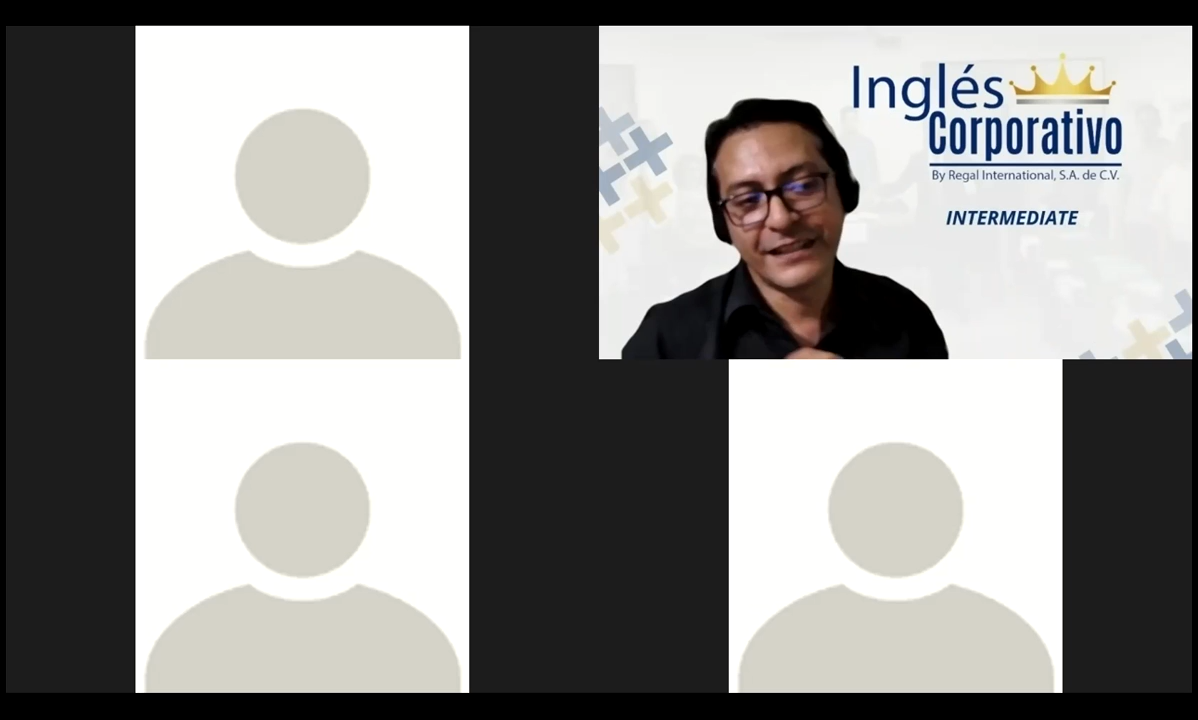 Inglés
Corporativo
By Regal International, S.A. de C.V.
INTERMEDIATE